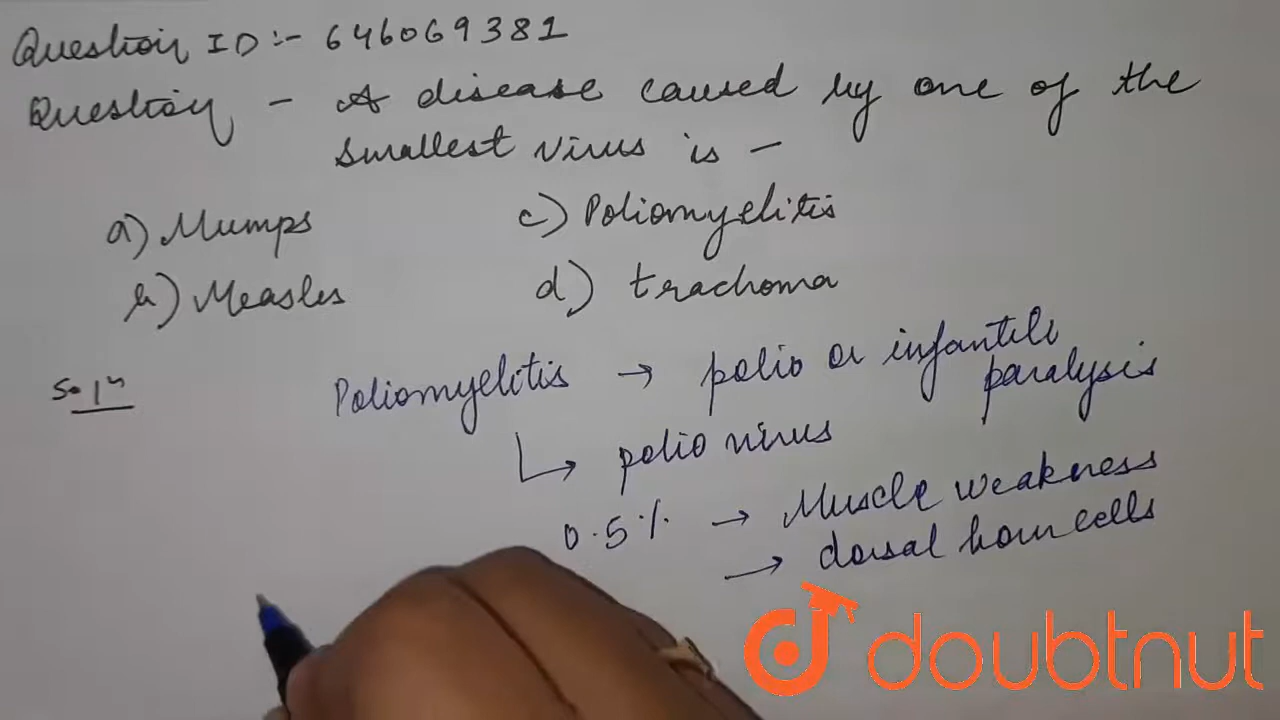 Question ID :- 646069381
Question - A disease caused by one of the
smallest virus is -
a) Mumps
c) Poliomyelitis
b) Measles
d) trachoma
Soln
Poliomyelitis → polio or infantile
paralysis
→ polio virus
0.5% → Muscle weakness
→ dorsal horn cells
doubtnut